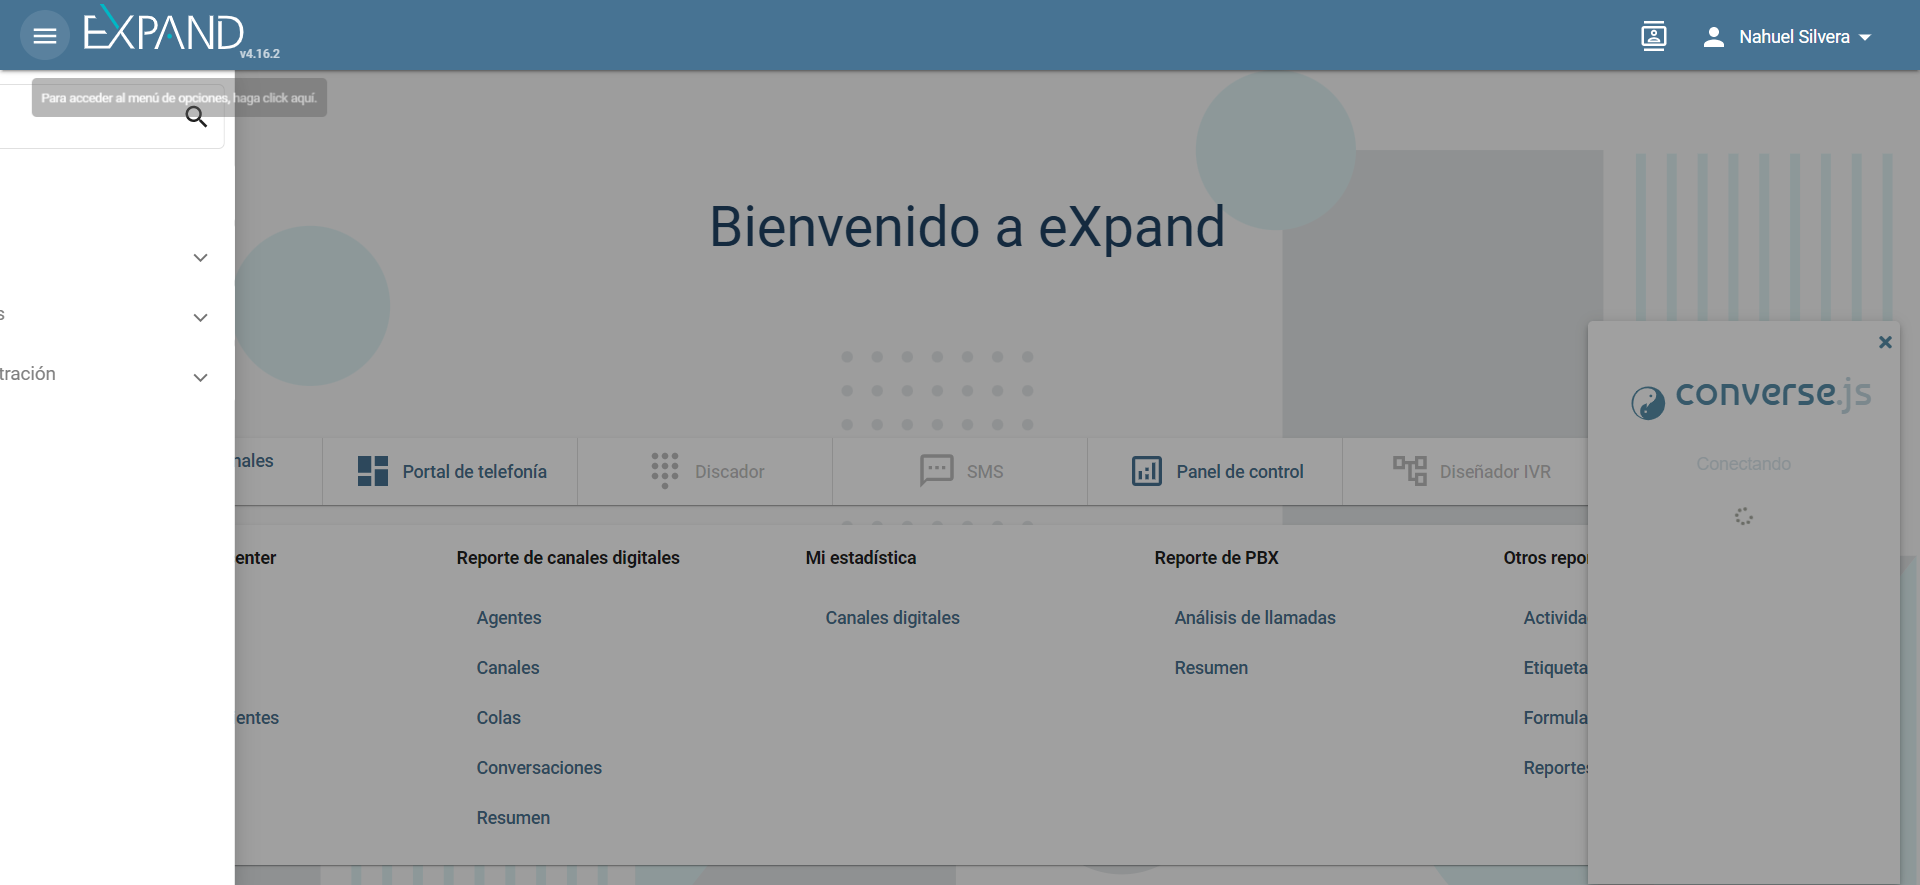 EXPAND
v4.16.2
Nahuel Silvera
Para acceder al menú de opciones, haga click aquí.
Bienvenido a eXpand
s
tración
converse.js
Conectando
nales
Portal de telefonía
Discador
SMS
Panel de control
Diseñador IVR
enter
Reporte de canales digitales
Mi estadística
Reporte de PBX
Otros repo
Agentes
Canales digitales
Análisis de llamadas
Activida
Canales
Resumen
Etiqueta
entes
Colas
Formula
Conversaciones
Reportes
Resumen